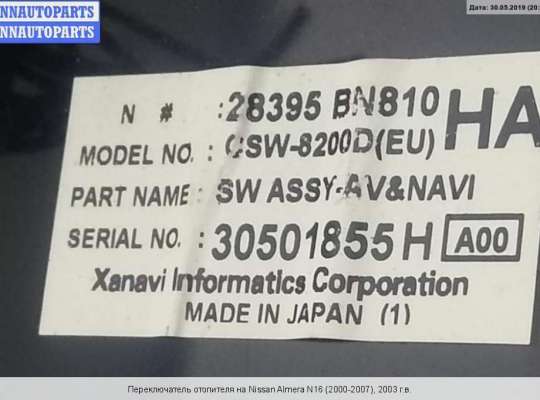 NNAUTOPARTS
NNAUTOPARTS
Дата: 30.05.2019 (20:
N # : 28395 BN810 HA
MODEL NO. : CSW-8200D(EU)
PART NAME : SW ASSY-AV&NAVI
SERIAL NO. : 30501855H A00
Xanavi Informatics Corporation
MADE IN JAPAN (1)
Переключатель отопителя на Nissan Almera N16 (2000-2007), 2003 г.в.